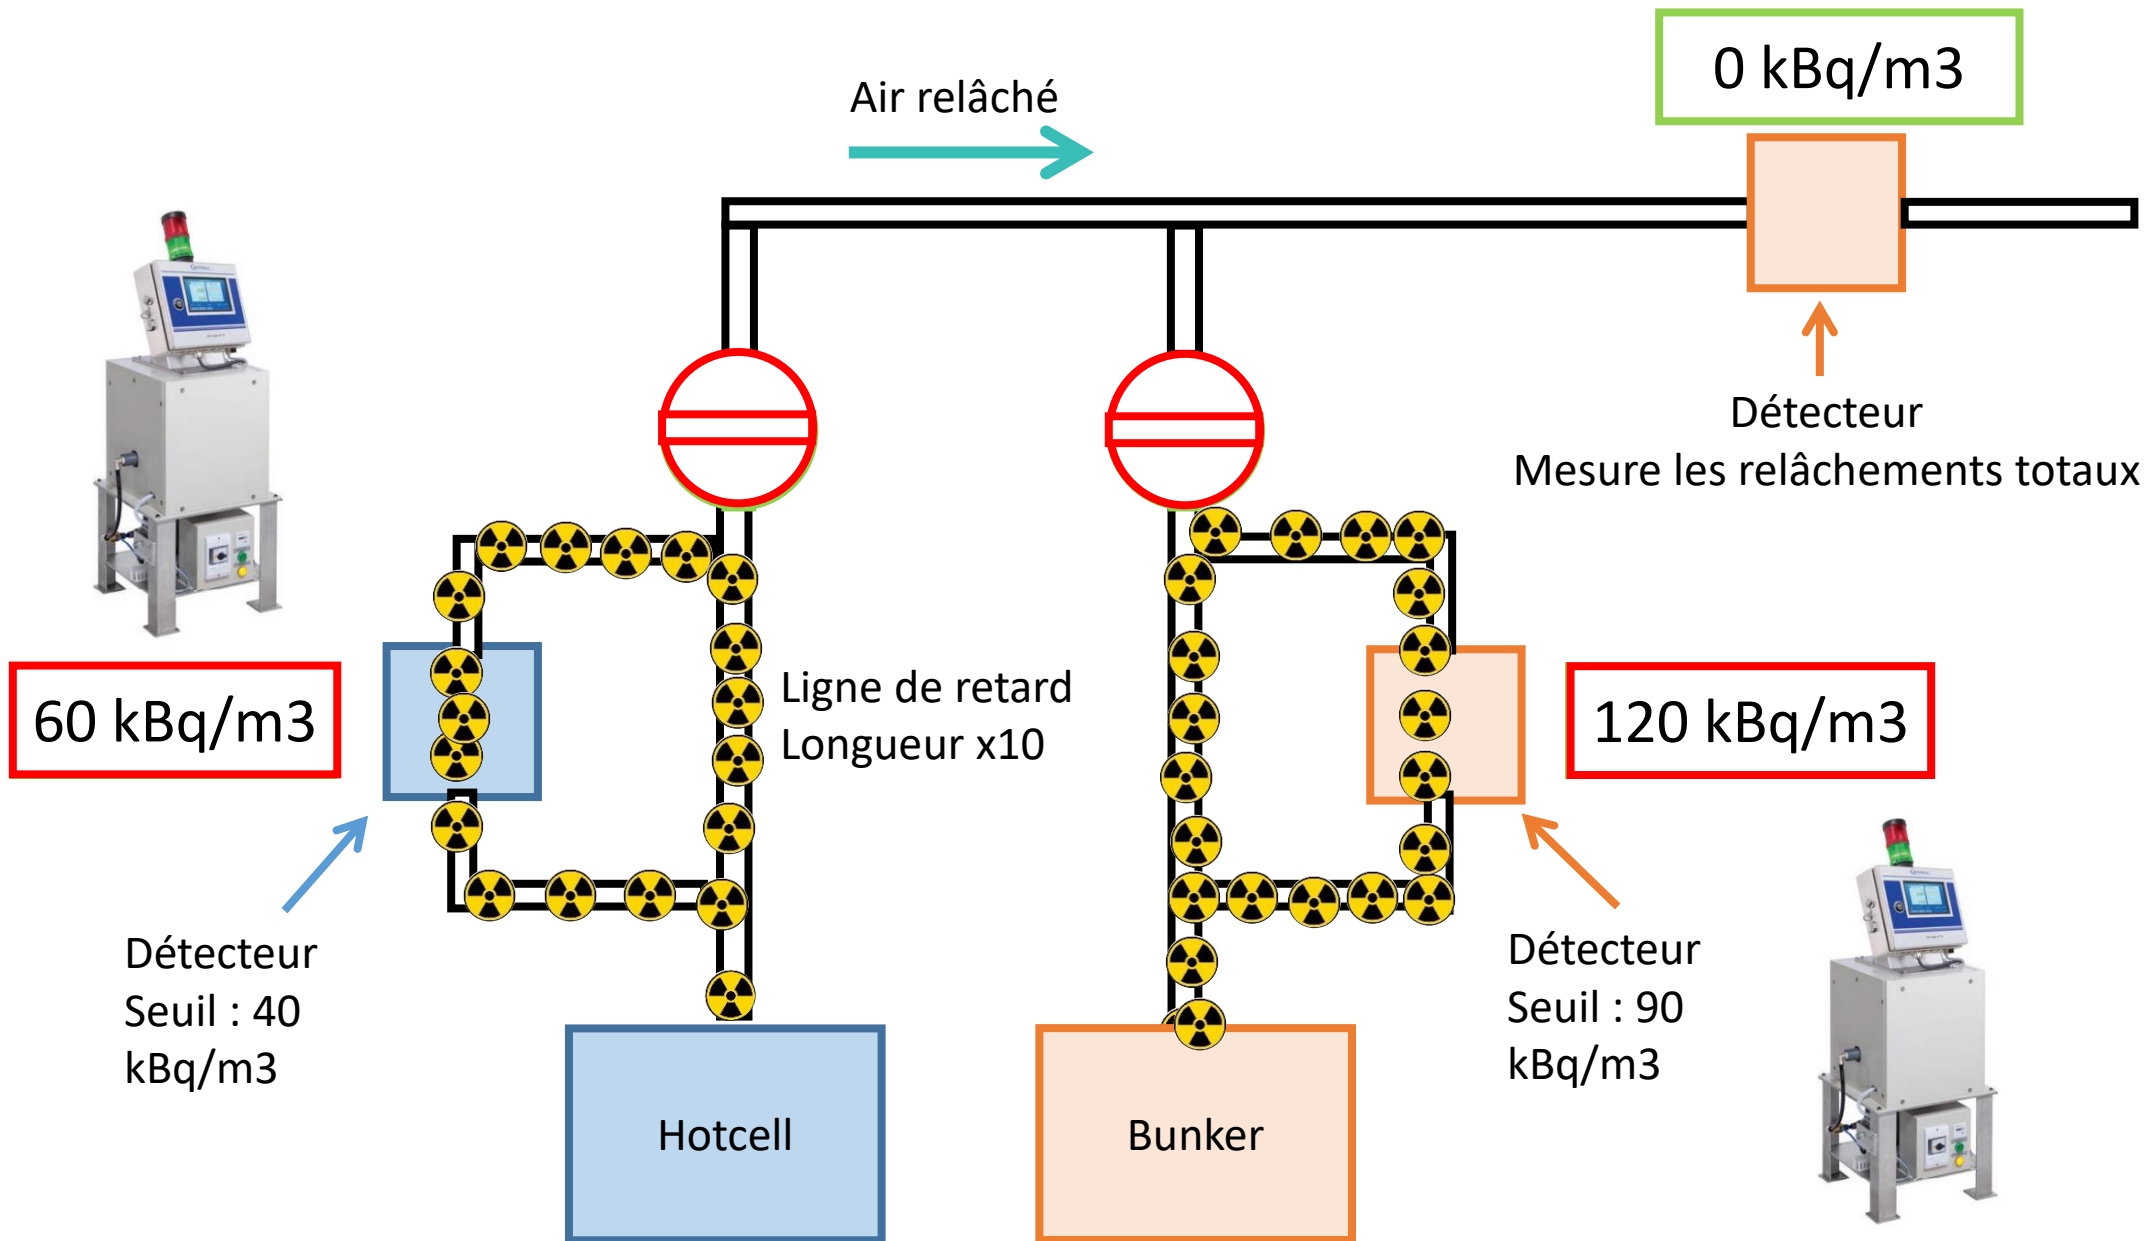 0 kBq/m3
Air relâché
Détecteur
Mesure les relâchements totaux
60 kBq/m3
Ligne de retard
Longueur x10
120 kBq/m3
Détecteur
Seuil : 40
kBq/m3
Détecteur
Seuil : 90
kBq/m3
Hotcell
Bunker